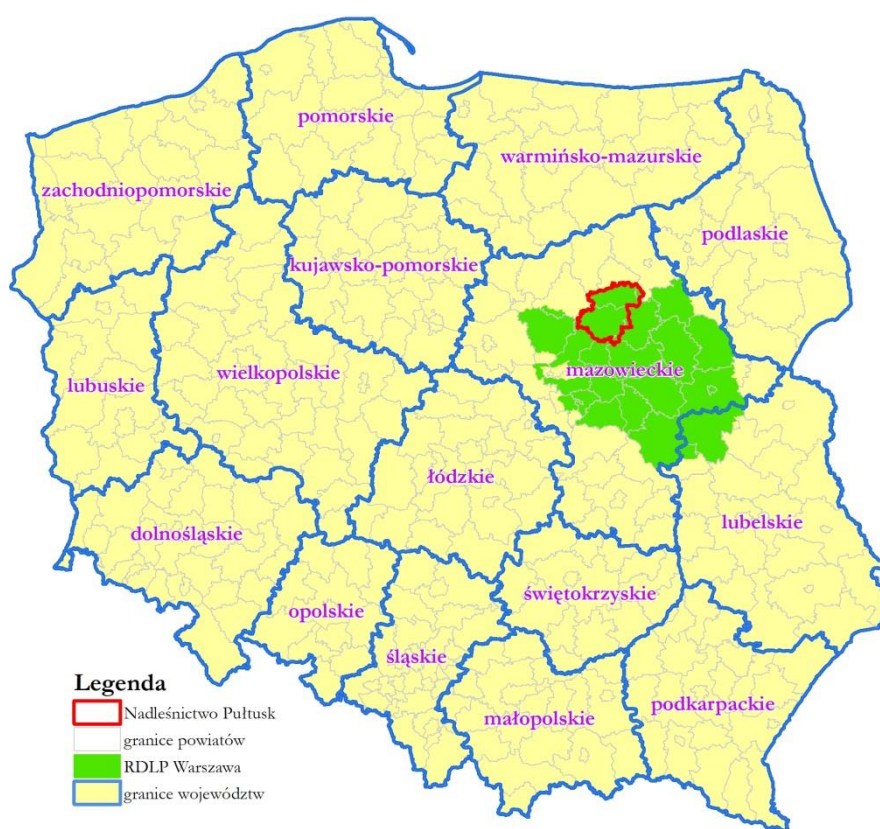 pomorskie
warmińsko-mazurskie
zachodniopomorskie
podlaskie
kujawsko-pomorskie
lubuskie
wielkopolskie
mazowieckie
łódzkie
dolnośląskie
lubelskie
opolskie
świętokrzyskie
śląskie
małopolskie
podkarpackie
Legenda
Nadleśnictwo Pułtusk
granice powiatów
RDLP Warszawa
granice województw